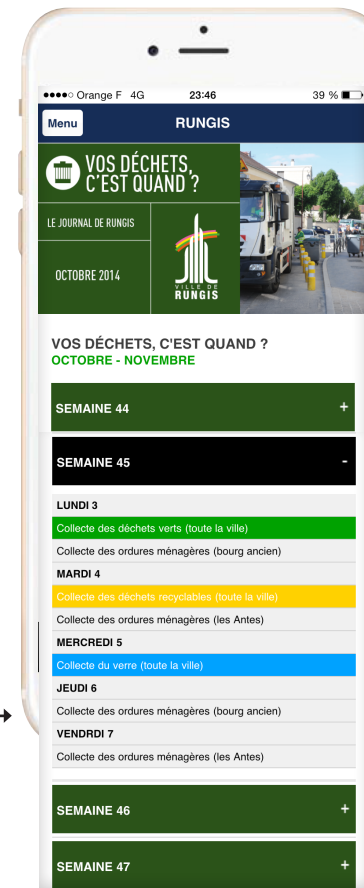 Orange F 4G 23:46 39 %
Menu RUNGIS
VOS DÉCHETS,
C'EST QUAND ?
LE JOURNAL DE RUNGIS
OCTOBRE 2014
VILLE DE
RUNGIS
VOS DÉCHETS, C'EST QUAND ?
OCTOBRE - NOVEMBRE
SEMAINE 44 +
SEMAINE 45 -
LUNDI 3
Collecte des déchets verts (toute la ville)
Collecte des ordures ménagères (bourg ancien)
MARDI 4
Collecte des déchets recyclables (toute la ville)
Collecte des ordures ménagères (les Antes)
MERCREDI 5
Collecte du verre (toute la ville)
JEUDI 6
Collecte des ordures ménagères (bourg ancien)
VENDRDI 7
Collecte des ordures ménagères (les Antes)
SEMAINE 46 +
SEMAINE 47 +